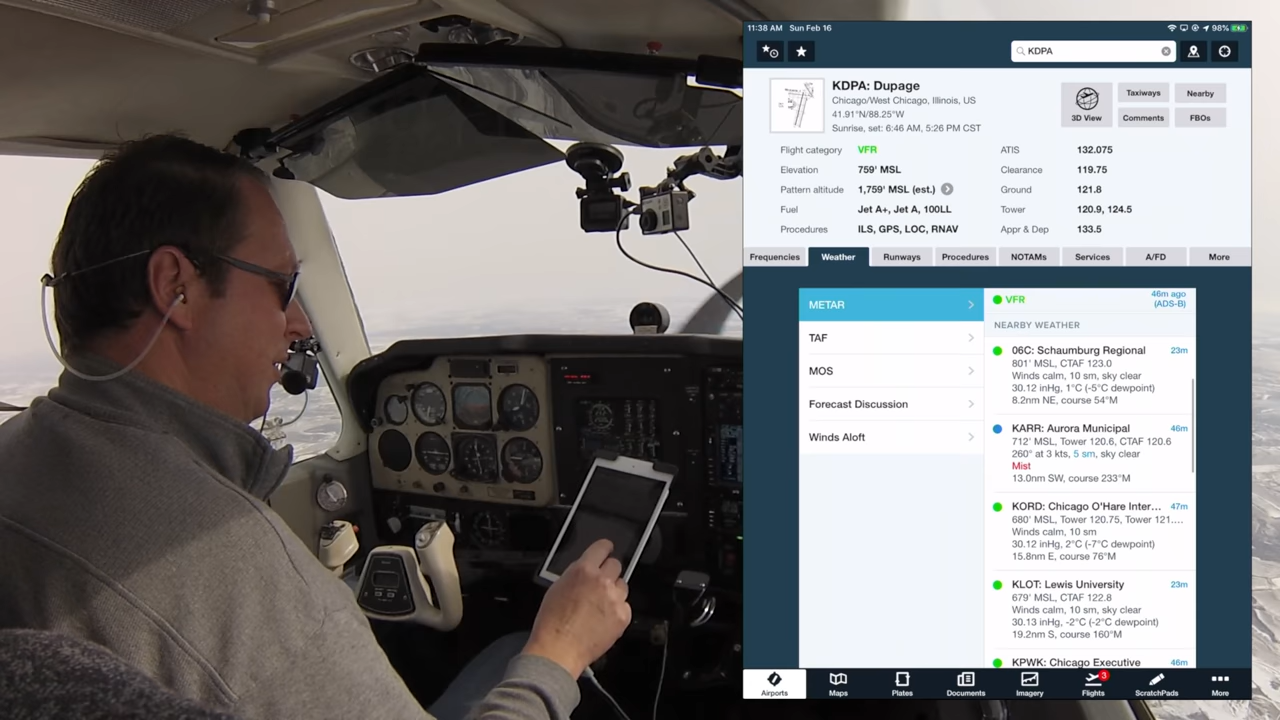 11:38 AM Sun Feb 16
98%
KDPA
KDPA: Dupage
Chicago/West Chicago, Illinois, US
41.91°N/88.25°W
Sunrise, set: 6:46 AM, 5:26 PM CST
3D View
Taxiways
Nearby
Comments
FBOs
Flight category VFR
ATIS 132.075
Elevation 759' MSL
Clearance 119.75
Pattern altitude 1,759' MSL (est.)
Ground 121.8
Fuel Jet A+, Jet A, 100LL
Tower 120.9, 124.5
Procedures ILS, GPS, LOC, RNAV
Appr & Dep 133.5
Frequencies Weather Runways Procedures NOTAMs Services A/FD More
METAR
TAF
MOS
Forecast Discussion
Winds Aloft
VFR
46m ago
(ADS-B)
NEARBY WEATHER
06C: Schaumburg Regional 23m
801' MSL, CTAF 123.0
Winds calm, 10 sm, sky clear
30.12 inHg, 1°C (-5°C dewpoint)
8.2nm NE, course 54°M
KARR: Aurora Municipal 46m
712' MSL, Tower 120.6, CTAF 120.6
260° at 3 kts, 5 sm, sky clear
Mist
13.0nm SW, course 233°M
KORD: Chicago O'Hare Inter... 47m
680' MSL, Tower 120.75, Tower 121....
Winds calm, 10 sm
30.12 inHg, 2°C (-7°C dewpoint)
15.8nm E, course 76°M
KLOT: Lewis University 23m
679' MSL, CTAF 122.8
Winds calm, 10 sm, sky clear
30.13 inHg, -2°C (-2°C dewpoint)
19.2nm S, course 160°M
KPWK: Chicago Executive 46m
Airports Maps Plates Documents Imagery Flights 3 ScratchPads More